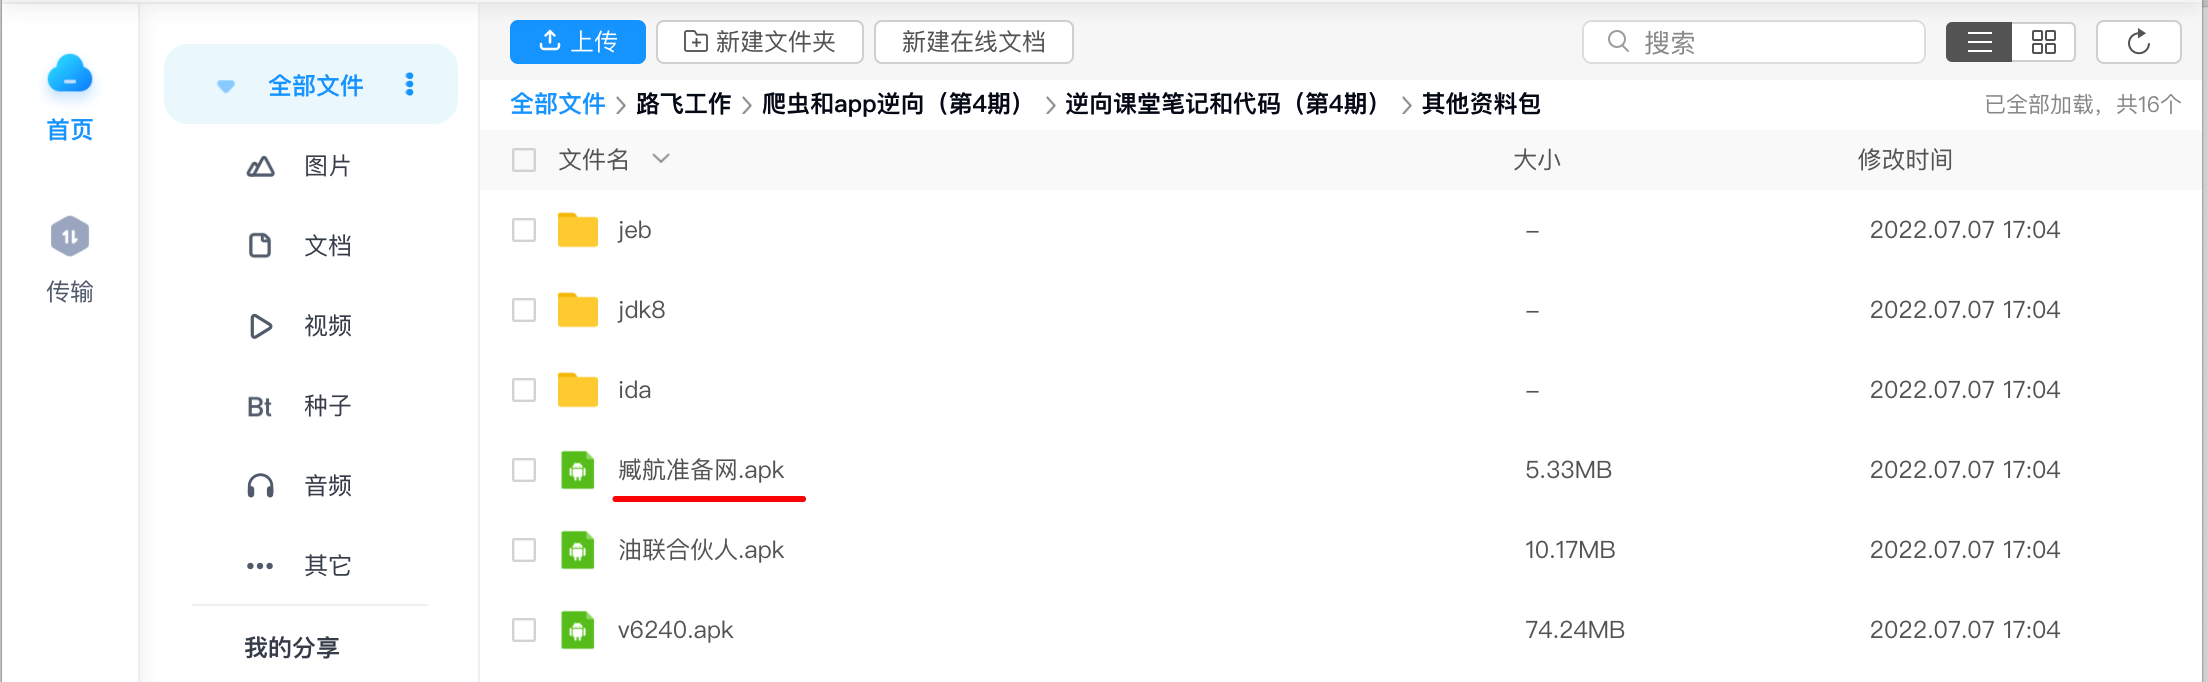 上传
新建文件夹
新建在线文档
搜索
首页
传输
全部文件
图片
文档
视频
Bt 种子
音频
其它
我的分享
全部文件 > 路飞工作 > 爬虫和app逆向（第4期） > 逆向课堂笔记和代码（第4期） > 其他资料包
已全部加载，共16个
文件名 大小 修改时间
jeb – 2022.07.07 17:04
jdk8 – 2022.07.07 17:04
ida – 2022.07.07 17:04
臧航准备网.apk 5.33MB 2022.07.07 17:04
油联合伙人.apk 10.17MB 2022.07.07 17:04
v6240.apk 74.24MB 2022.07.07 17:04